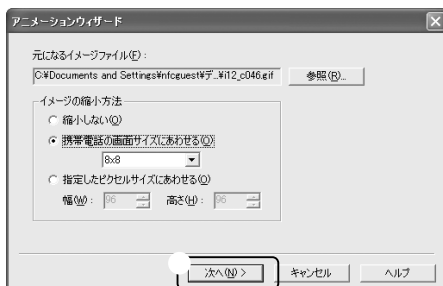 アニメーションウィザード
元になるイメージファイル(F)：
C:¥Documents and Settings¥nfcguest¥デ...¥i12_c046.gif 参照(R)...
イメージの縮小方法
縮小しない(O)
携帯電話の画面サイズにあわせる(D)
8x8
指定したピクセルサイズにあわせる(O)
幅(W)： 96 高さ(H)： 96
次へ(N) > キャンセル ヘルプ